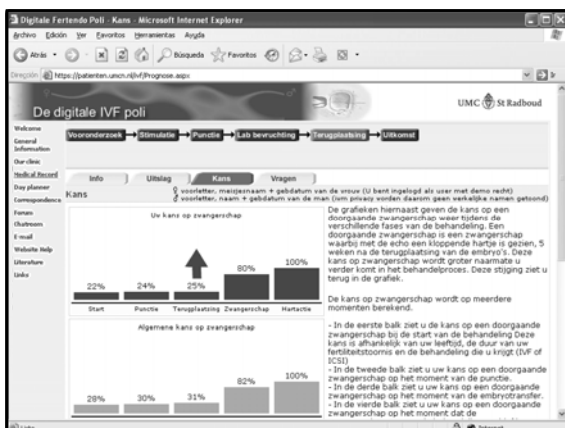 Digitale Fertendo Poli - Kans - Microsoft Internet Explorer
Archivo Edición Ver Favoritos Herramientas Ayuda
Atrás Búsqueda Favoritos
Dirección https://patienten.umcn.nl/ivf/Prognose.aspx Ir
De digitale IVF poli
UMC St Radboud
Welcome
General
Information
Our clinic
Medical Record
Day planner
Correspondence
Forum
Chatroom
E-mail
Website Help
Literature
Links
Vooronderzoek Stimulatie Punctie Lab bevruchting Terugplaatsing Uitkomst
Info Uitslag Kans Vragen
Kans
♀ voorletter, meisjesnaam + gebdatum van de vrouw (U bent ingelogd als user met demo recht)
♂ voorletter, naam + gebdatum van de man (ivm privacy worden daarom geen verkelijke namen getoond)
Uw kans op zwangerschap
22% 24% 25% 80% 100%
Start Punctie Terugplaatsing Zwangerschap Hartactie
Algemene kans op zwangerschap
28% 30% 31% 82% 100%
De grafieken hiernaast geven de kans op een
doorgaande zwangerschap weer tijdens de
verschillende fases van de behandeling. Een
doorgaande zwangerschap is een zwangerschap
waarbij met de echo een kloppende hartje is gezien, 5
weken na de terugplaatsing van de embryo's. Deze
kans op zwangerschap wordt groter naarmate u
verder komt in het behandelproces. Deze stijging ziet u
terug in de grafiek.
De kans op zwangerschap wordt op meerdere
momenten berekend.
- In de eerste balk ziet u de kans op een doorgaande
zwangerschap bij de start van de behandeling Deze
kans is afhankelijk van uw leeftijd, de duur van uw
fertiliteitstoornis en de behandeling die u krijgt (IVF of
ICSI)
- In de tweede balk ziet u uw kans op een doorgaande
zwangerschap op het moment van de punctie.
- In de derde balk ziet u uw kans op een doorgaande
zwangerschap op het moment van de embryotransfer.
- In de vierde balk ziet u uw kans op een doorgaande
zwangerschap op het moment dat de
Internet